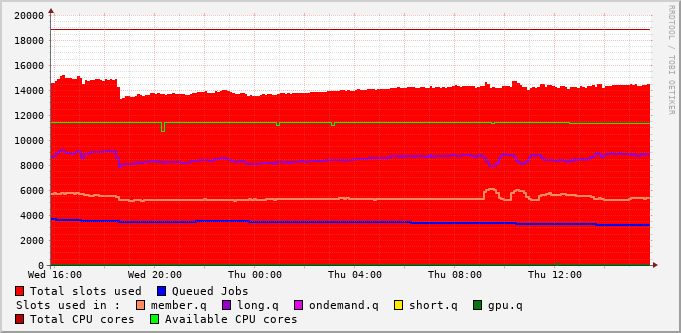 RRDTOOL / TOBI OETIKER
20000
18000
16000
14000
12000
10000
8000
6000
4000
2000
0
Wed 16:00 Wed 20:00 Thu 00:00 Thu 04:00 Thu 08:00 Thu 12:00
Total slots used Queued Jobs
Slots used in : member.q long.q ondemand.q short.q gpu.q
Total CPU cores Available CPU cores